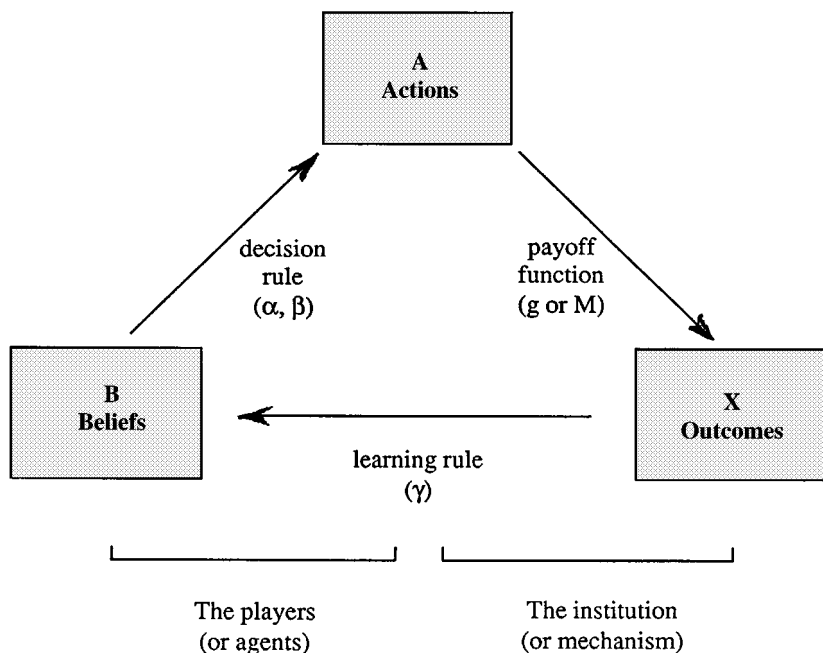 A
Actions
decision
rule
(α, β)
payoff
function
(g or M)
B
Beliefs
X
Outcomes
learning rule
(γ)
The players
(or agents)
The institution
(or mechanism)